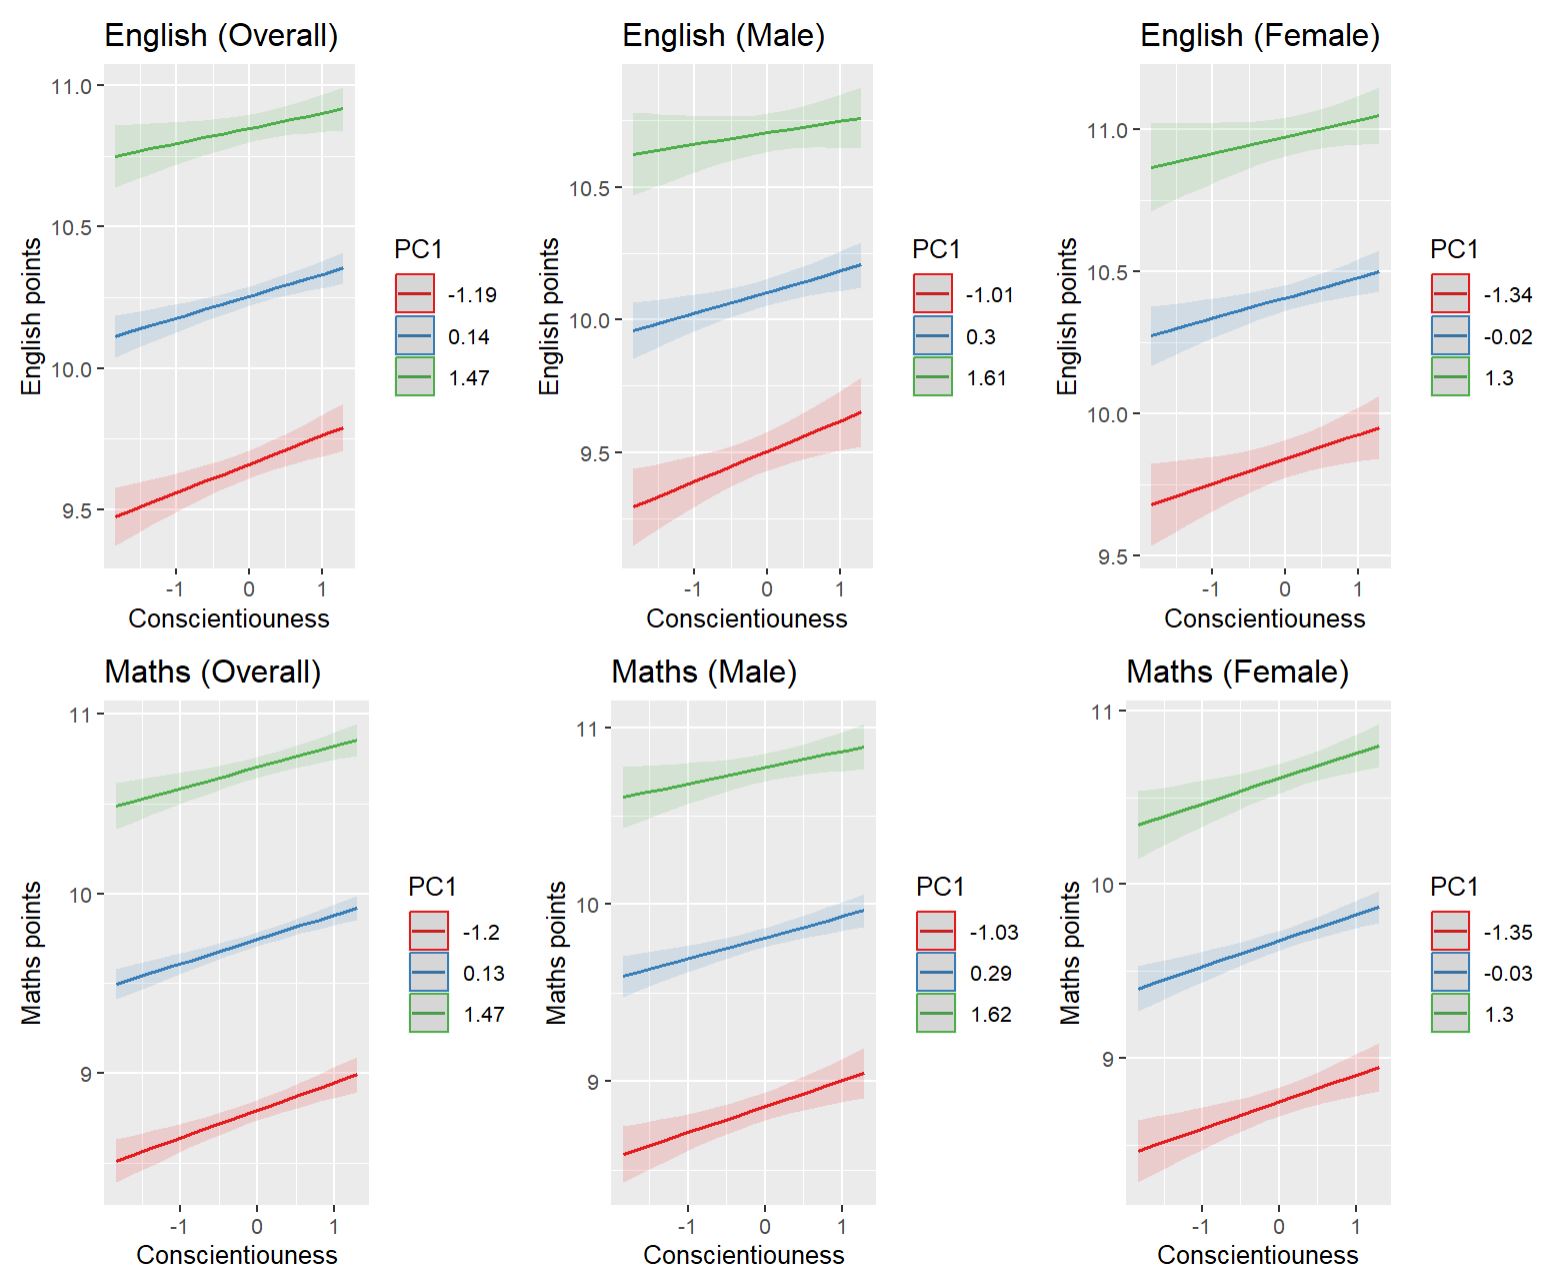 English (Overall)
English points
11.0
10.5
10.0
9.5
-1 0 1
Conscientiouness
PC1
-1.19
0.14
1.47
English (Male)
English points
10.5
10.0
9.5
-1 0 1
Conscientiouness
PC1
-1.01
0.3
1.61
English (Female)
English points
11.0
10.5
10.0
9.5
-1 0 1
Conscientiouness
PC1
-1.34
-0.02
1.3
Maths (Overall)
Maths points
11
10
9
-1 0 1
Conscientiouness
PC1
-1.2
0.13
1.47
Maths (Male)
Maths points
11
10
9
-1 0 1
Conscientiouness
PC1
-1.03
0.29
1.62
Maths (Female)
Maths points
11
10
9
-1 0 1
Conscientiouness
PC1
-1.35
-0.03
1.3